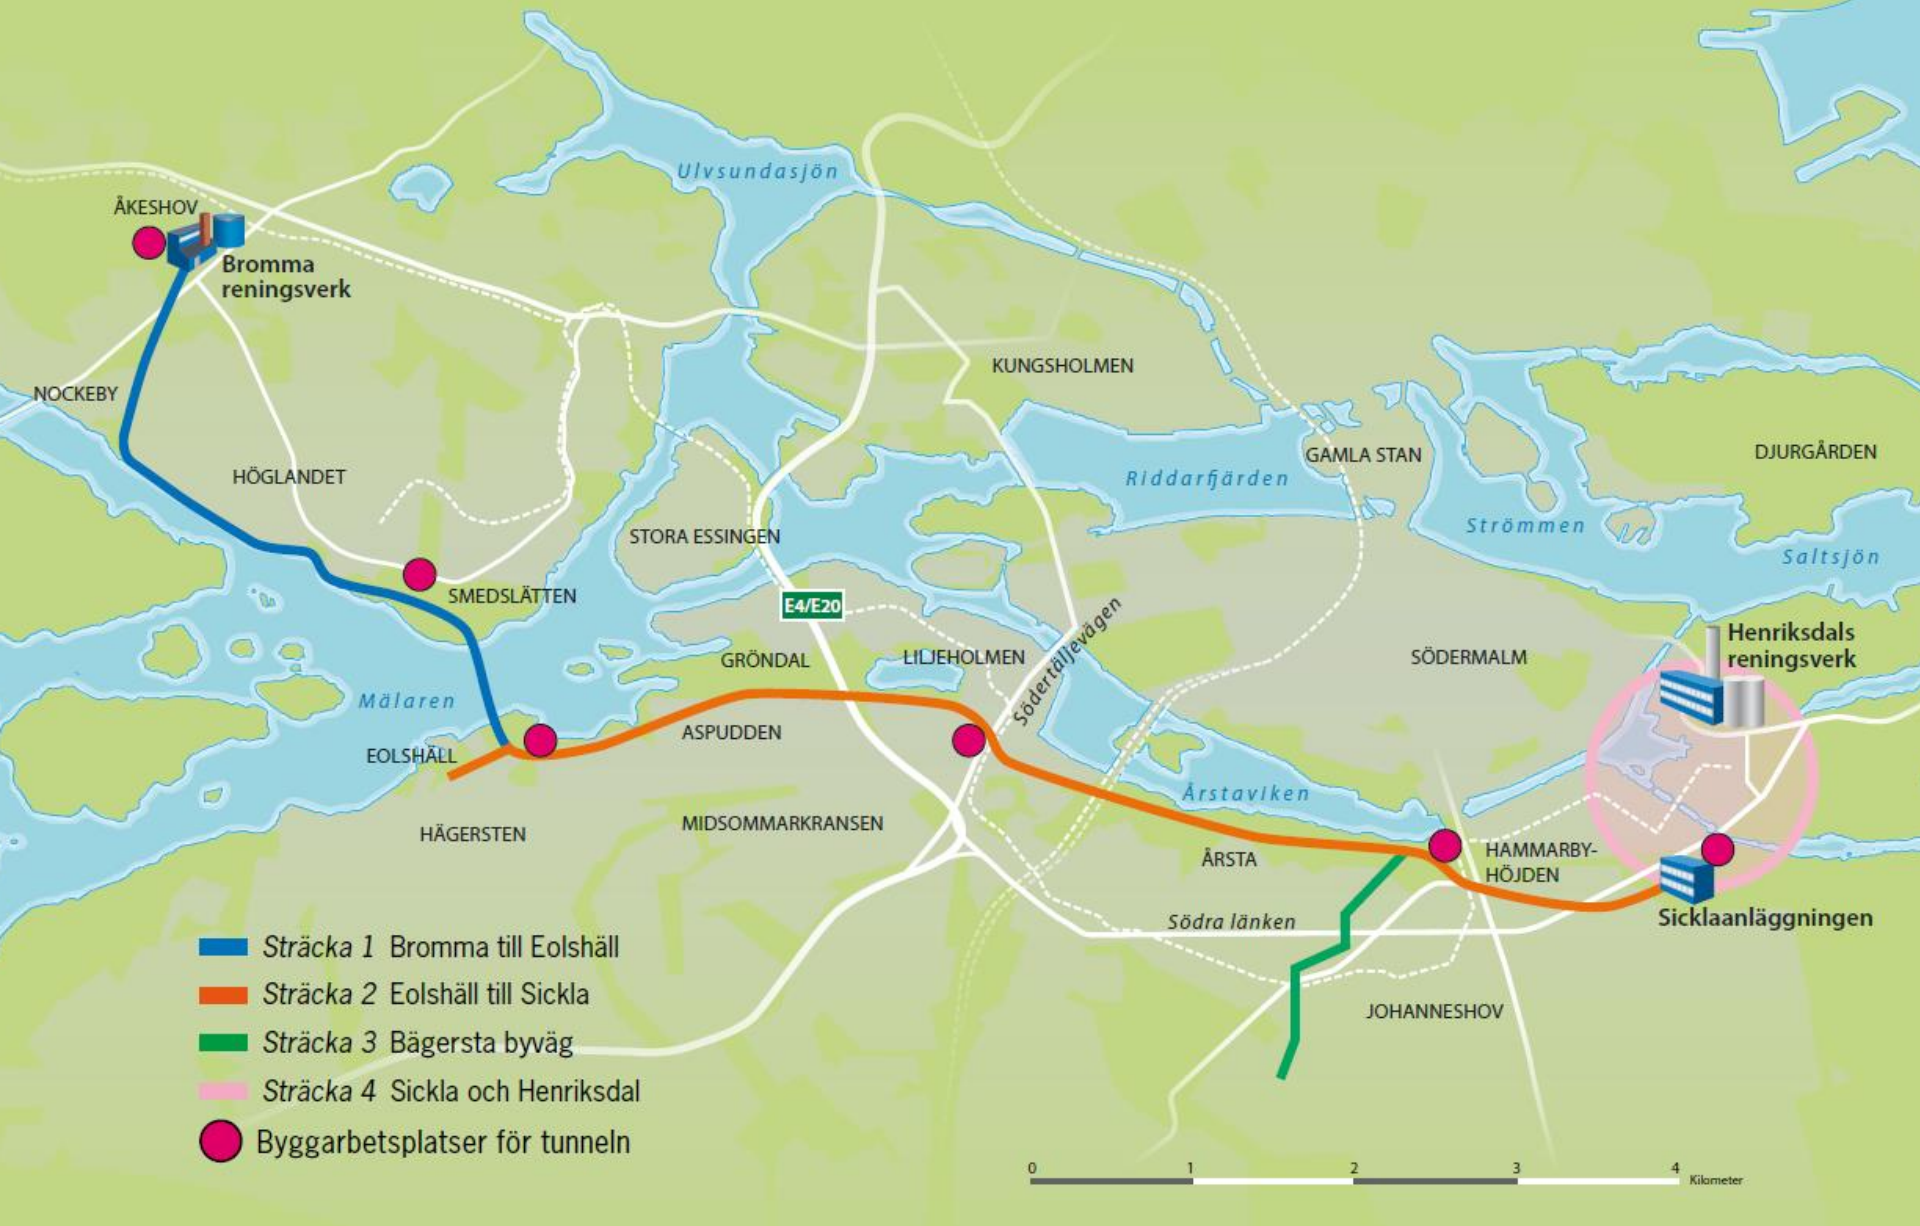 Ulvsundasjön
ÅKESHOV
Bromma
reningsverk
KUNGSHOLMEN
NOCKEBY
HÖGLANDET
GAMLA STAN
DJURGÅRDEN
Riddarfjärden
Strömmen
Saltsjön
STORA ESSINGEN
SMEDSLÄTTEN
E4/E20
Södertäljevägen
GRÖNDAL
LILJEHOLMEN
SÖDERMALM
Henriksdals
reningsverk
Mälaren
ASPUDDEN
EOLSHÄLL
Årstaviken
HÄGERSTEN
MIDSOMMARKRANSEN
ÅRSTA
HAMMARBY-
HÖJDEN
Södra länken
Sicklaanläggningen
JOHANNESHOV
Sträcka 1 Bromma till Eolshäll
Sträcka 2 Eolshäll till Sickla
Sträcka 3 Bägersta byväg
Sträcka 4 Sickla och Henriksdal
Byggarbetsplatser för tunneln
0 1 2 3 4
Kilometer